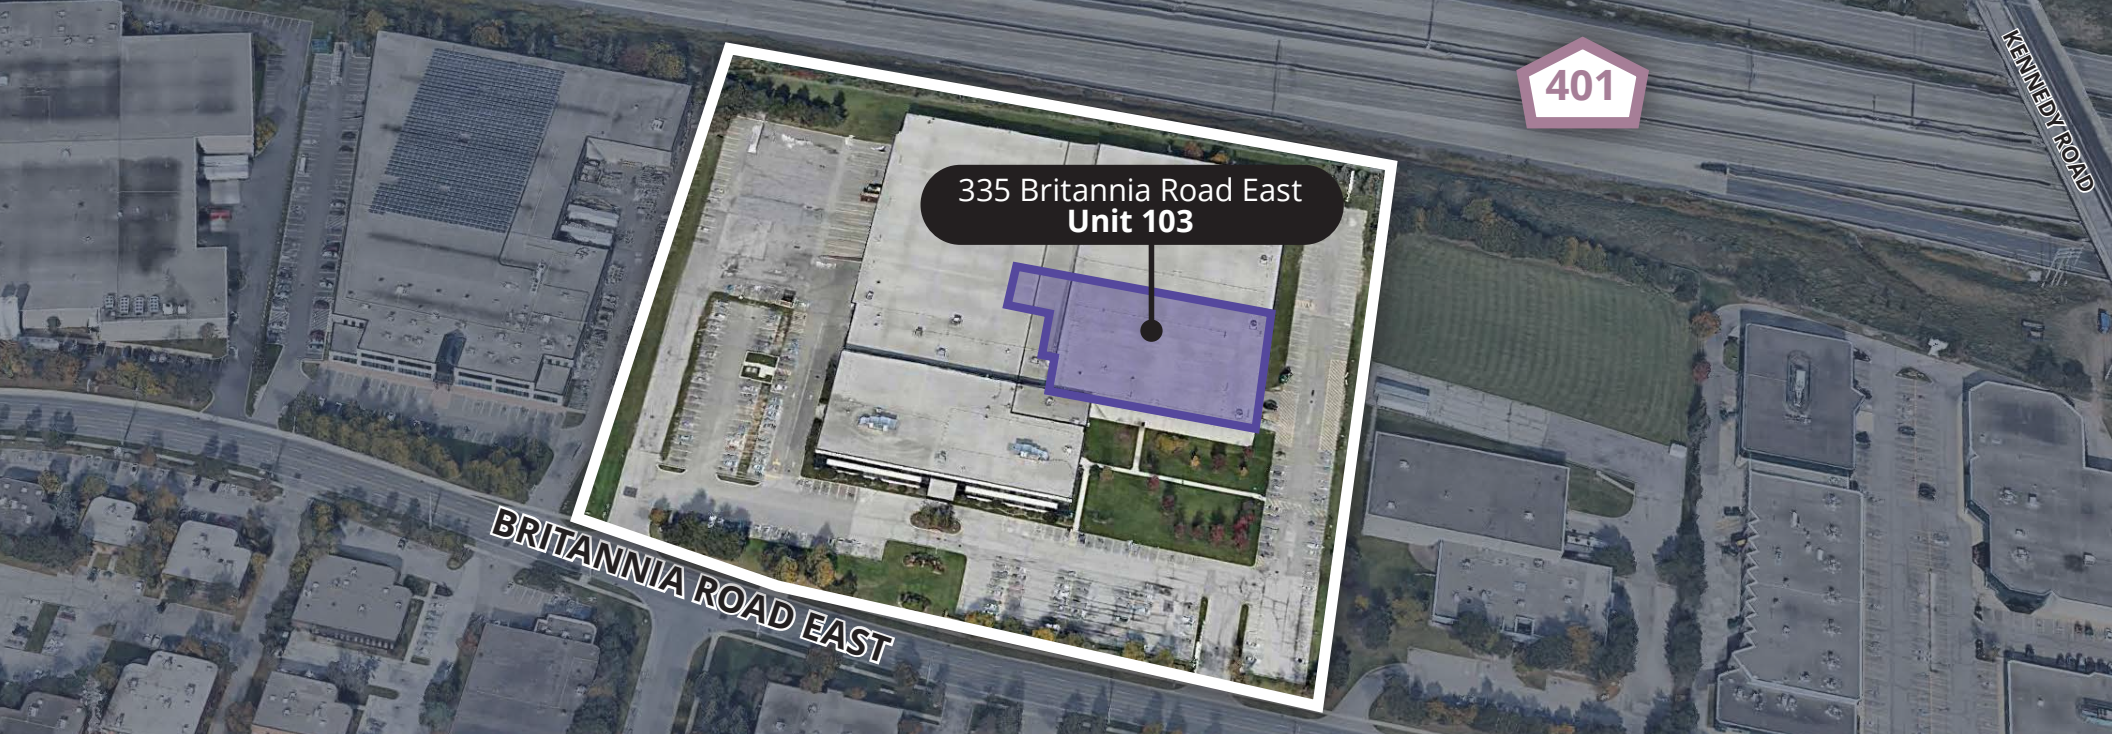 KENNEDY ROAD
401
335 Britannia Road East
Unit 103
BRITANNIA ROAD EAST